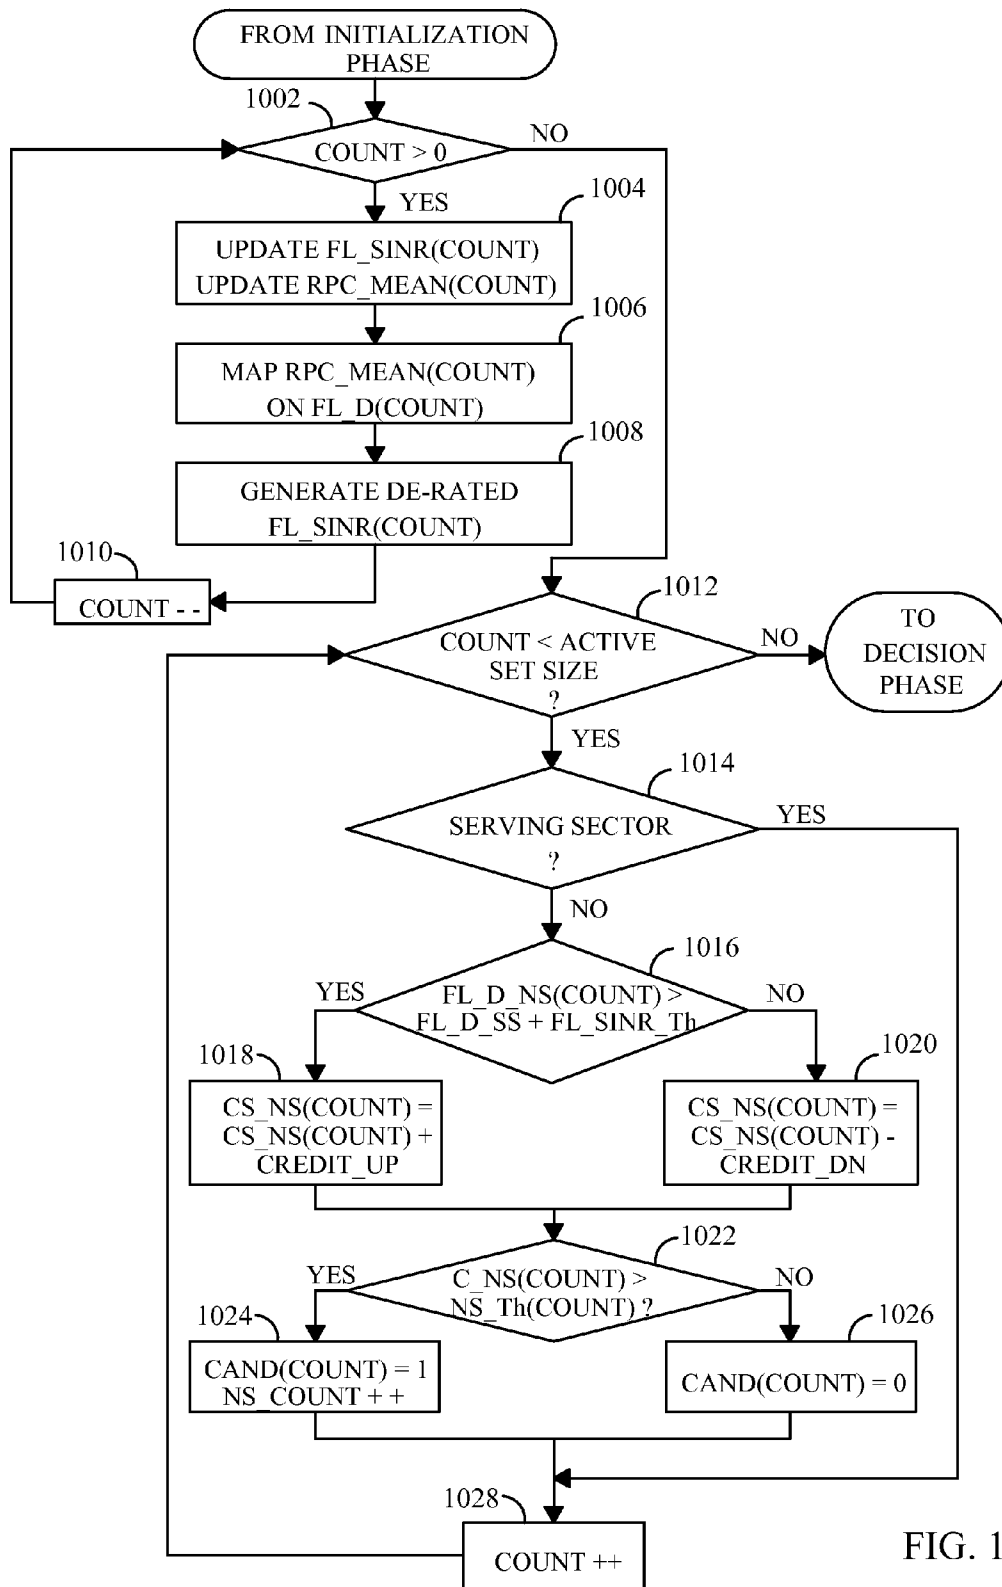 FROM INITIALIZATION
PHASE
1002
COUNT > 0
NO
YES
1004
UPDATE FL_SINR(COUNT)
UPDATE RPC_MEAN(COUNT)
1006
MAP RPC_MEAN(COUNT)
ON FL_D(COUNT)
1008
GENERATE DE-RATED
FL_SINR(COUNT)
1010
COUNT - -
1012
COUNT < ACTIVE
SET SIZE
?
NO
TO
DECISION
PHASE
YES
1014
SERVING SECTOR
?
YES
NO
1016
FL_D_NS(COUNT) >
FL_D_SS + FL_SINR_Th
YES
NO
1018
CS_NS(COUNT) =
CS_NS(COUNT) +
CREDIT_UP
1020
CS_NS(COUNT) =
CS_NS(COUNT) -
CREDIT_DN
1022
C_NS(COUNT) >
NS_Th(COUNT) ?
YES
NO
1024
CAND(COUNT) = 1
NS_COUNT + +
1026
CAND(COUNT) = 0
1028
COUNT ++
FIG. 1